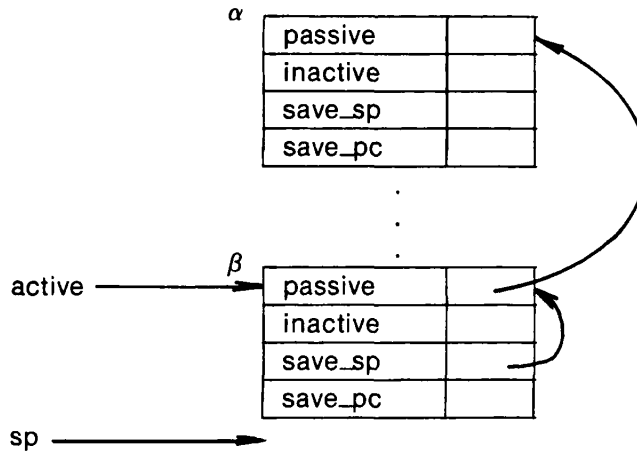 α
passive
inactive
save_sp
save_pc
β
active
passive
inactive
save_sp
save_pc
sp